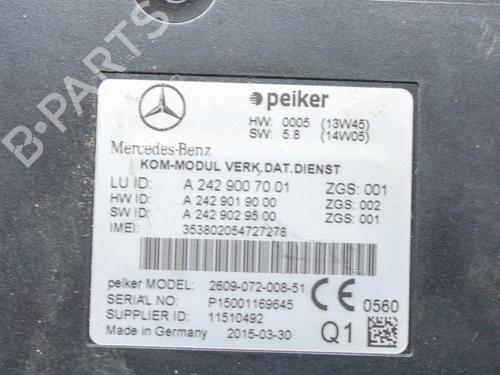 peiker
HW: 0005 (13W45)
SW: 5.8 (14W05)
Mercedes-Benz
KOM-MODUL VERK.DAT.DIENST
LU ID: A 242 900 70 01 ZGS: 001
HW ID: A 242 901 90 00 ZGS: 002
SW ID: A 242 902 95 00 ZGS: 001
IMEI: 353802054727278
peiker MODEL: 2609-072-008-51
SERIAL NO: P15001169645
SUPPLIER ID: 11510492
CE 0560
Made in Germany 2015-03-30 Q1
B-PARTS